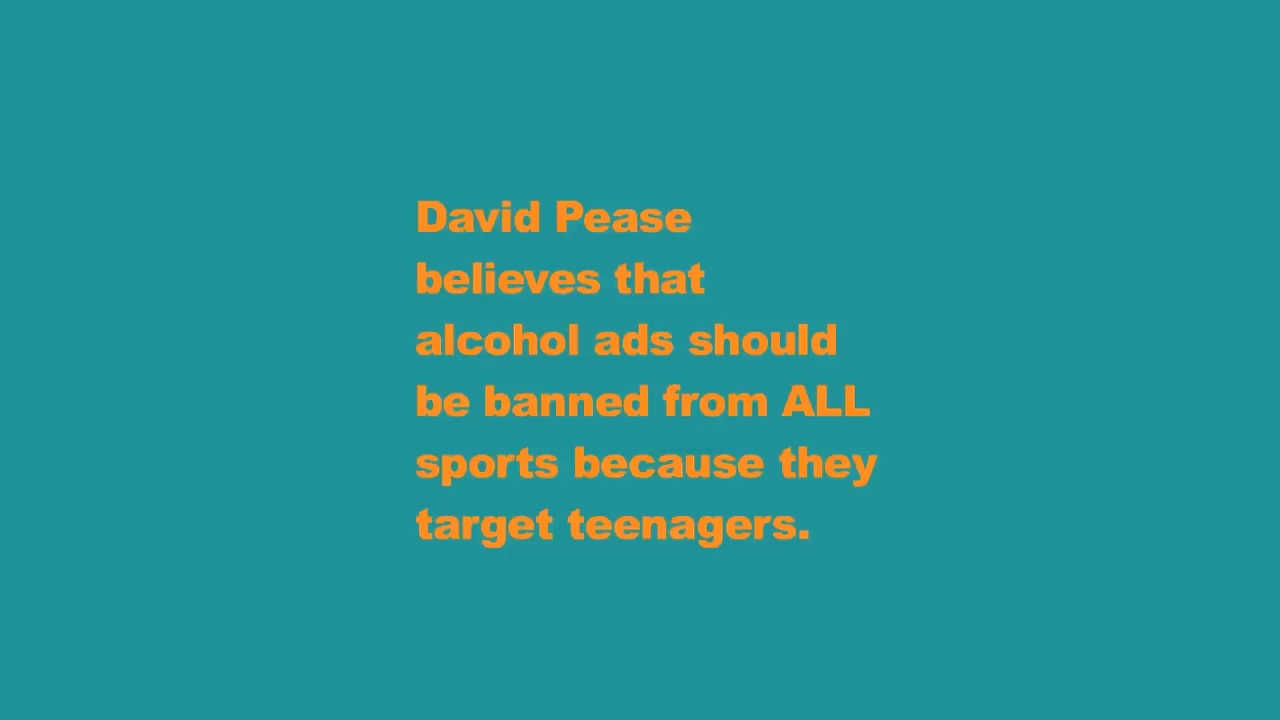 David Pease
believes that
alcohol ads should
be banned from ALL
sports because they
target teenagers.